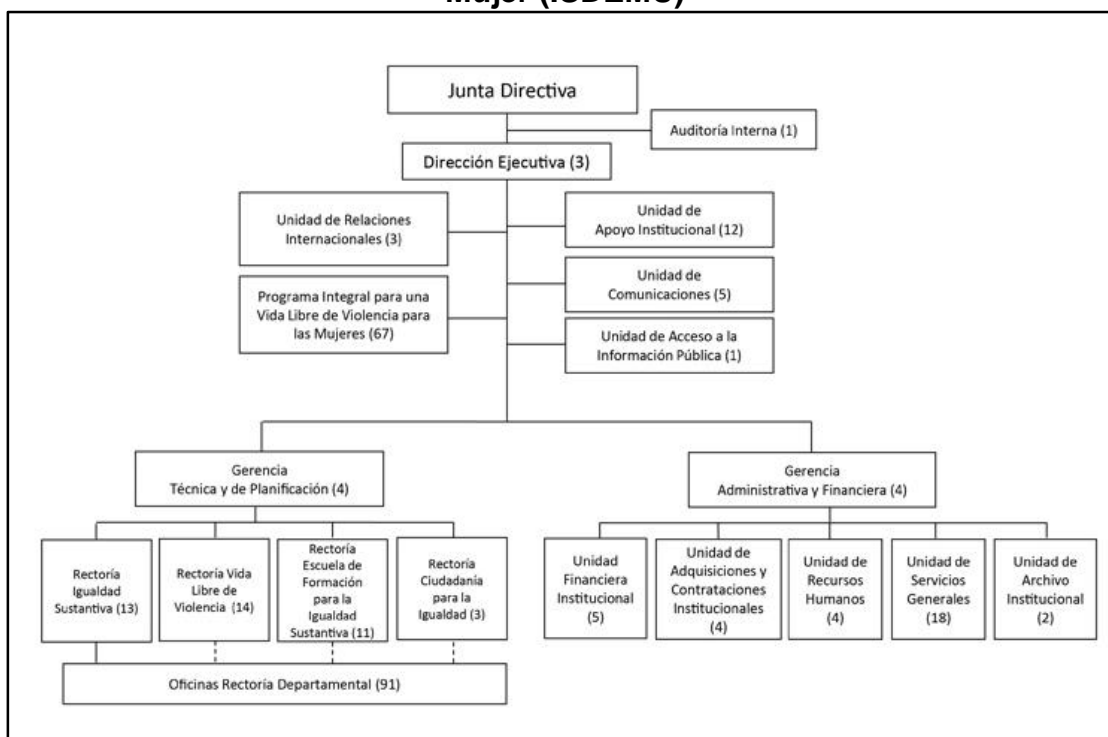 Mujer (ISDEMU)
Junta Directiva
Auditoría Interna (1)
Dirección Ejecutiva (3)
Unidad de Relaciones
Internacionales (3)
Unidad de
Apoyo Institucional (12)
Programa Integral para una
Vida Libre de Violencia para
las Mujeres (67)
Unidad de
Comunicaciones (5)
Unidad de Acceso a la
Información Pública (1)
Gerencia
Técnica y de Planificación (4)
Gerencia
Administrativa y Financiera (4)
Rectoría
Igualdad
Sustantiva (13)
Rectoría Vida
Libre de
Violencia (14)
Rectoría
Escuela de
Formación
para la
Igualdad
Sustantiva (11)
Rectoría
Ciudadanía
para la
Igualdad (3)
Unidad
Financiera
Institucional
(5)
Unidad de
Adquisiciones y
Contrataciones
Institucionales
(4)
Unidad de
Recursos
Humanos
(4)
Unidad de
Servicios
Generales
(18)
Unidad de
Archivo
Institucional
(2)
Oficinas Rectoría Departamental (91)